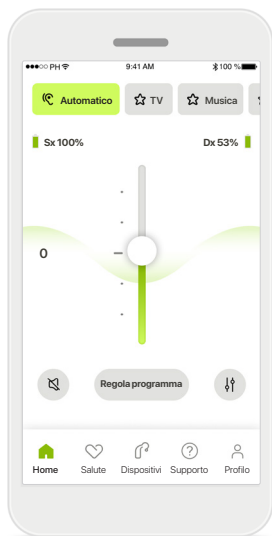 PH 9:41 AM 100 %
Automatico TV Musica
Sx 100% Dx 53%
0
Regola programma
Home Salute Dispositivi Supporto Profilo